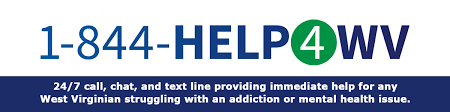 1-844-HELP4WV
24/7 call, chat, and text line providing immediate help for any
West Virginian struggling with an addiction or mental health issue.